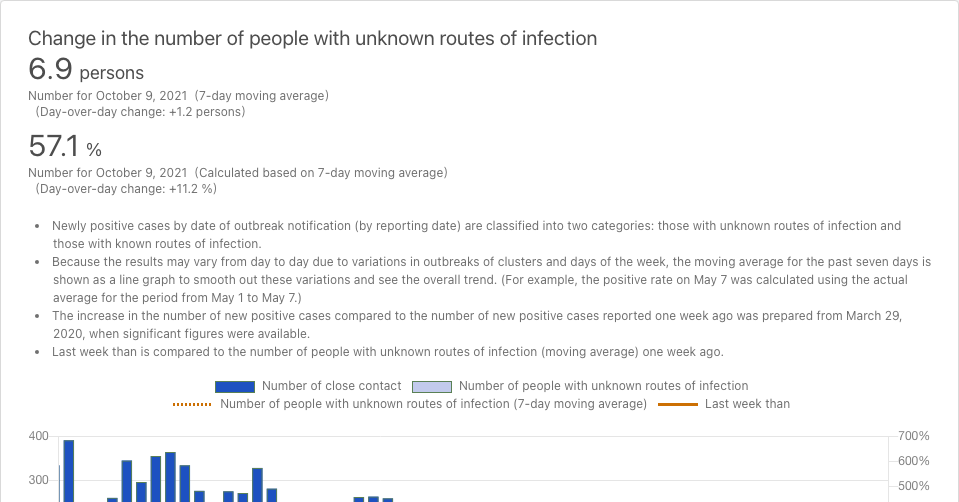 Change in the number of people with unknown routes of infection
6.9 persons
Number for October 9, 2021 (7-day moving average)
(Day-over-day change: +1.2 persons)
57.1 %
Number for October 9, 2021 (Calculated based on 7-day moving average)
(Day-over-day change: +11.2 %)
• Newly positive cases by date of outbreak notification (by reporting date) are classified into two categories: those with unknown routes of infection and
those with known routes of infection.
• Because the results may vary from day to day due to variations in outbreaks of clusters and days of the week, the moving average for the past seven days is
shown as a line graph to smooth out these variations and see the overall trend. (For example, the positive rate on May 7 was calculated using the actual
average for the period from May 1 to May 7.)
• The increase in the number of new positive cases compared to the number of new positive cases reported one week ago was prepared from March 29,
2020, when significant figures were available.
• Last week than is compared to the number of people with unknown routes of infection (moving average) one week ago.
Number of close contact Number of people with unknown routes of infection
Number of people with unknown routes of infection (7-day moving average) Last week than
400 700%
600%
300 500%